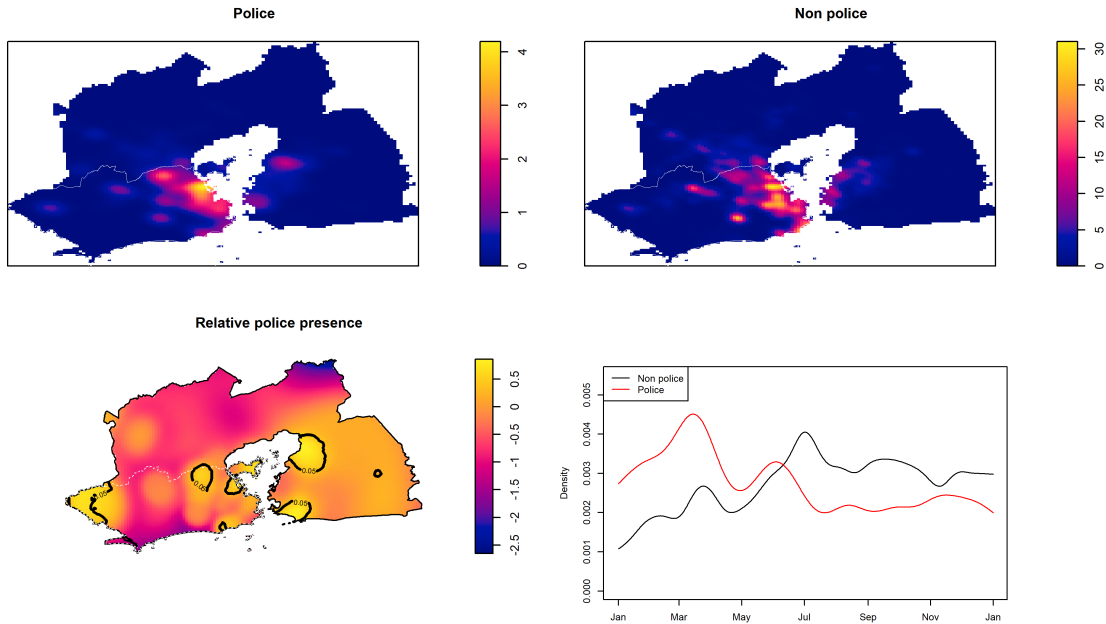 Police
Non police
0
1
2
3
4
0
5
10
15
20
25
30
Relative police presence
-2.5
-2
-1.5
-1
-0.5
0
0.5
0.05
0.05
0.05
0.05
Non police
Police
Density
0.000
0.001
0.002
0.003
0.004
0.005
Jan
Mar
May
Jul
Sep
Nov
Jan